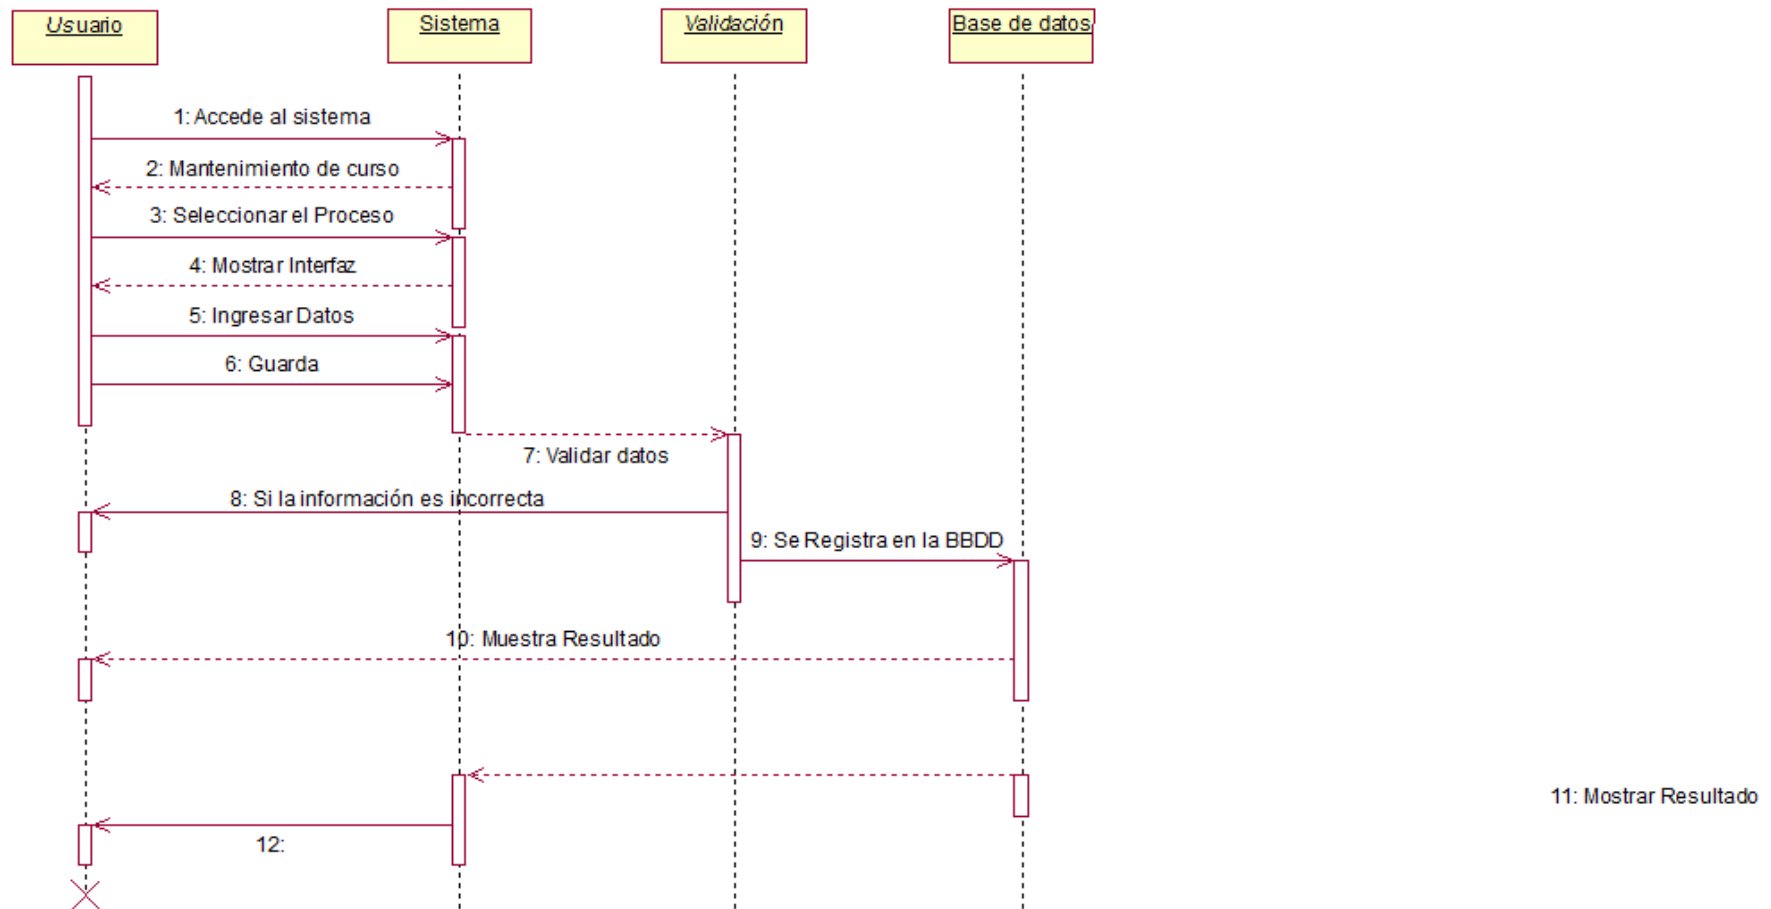 Usuario
Sistema
Validación
Base de datos
1: Accede al sistema
2: Mantenimiento de curso
3: Seleccionar el Proceso
4: Mostrar Interfaz
5: Ingresar Datos
6: Guarda
7: Validar datos
8: Si la información es incorrecta
9: Se Registra en la BBDD
10: Muestra Resultado
11: Mostrar Resultado
12: